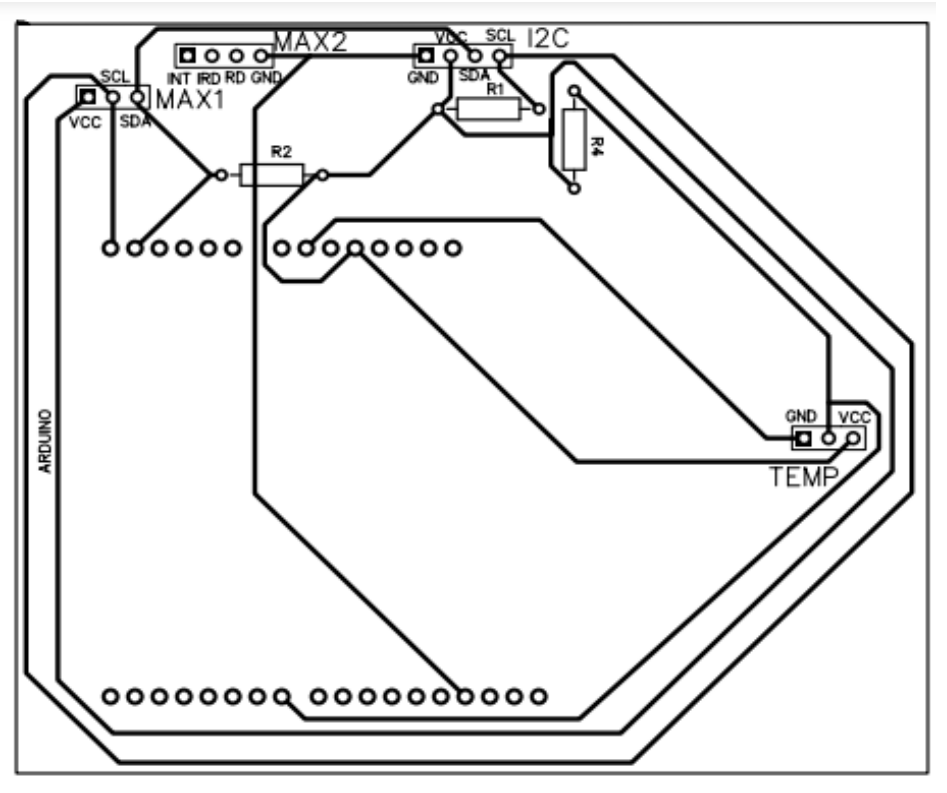 VCC SCL I2C
MAX2
INT IRD RD GND
GND SDA
R1
SCL
MAX1
VCC SDA
R2
R4
ARDUINO
GND VCC
TEMP